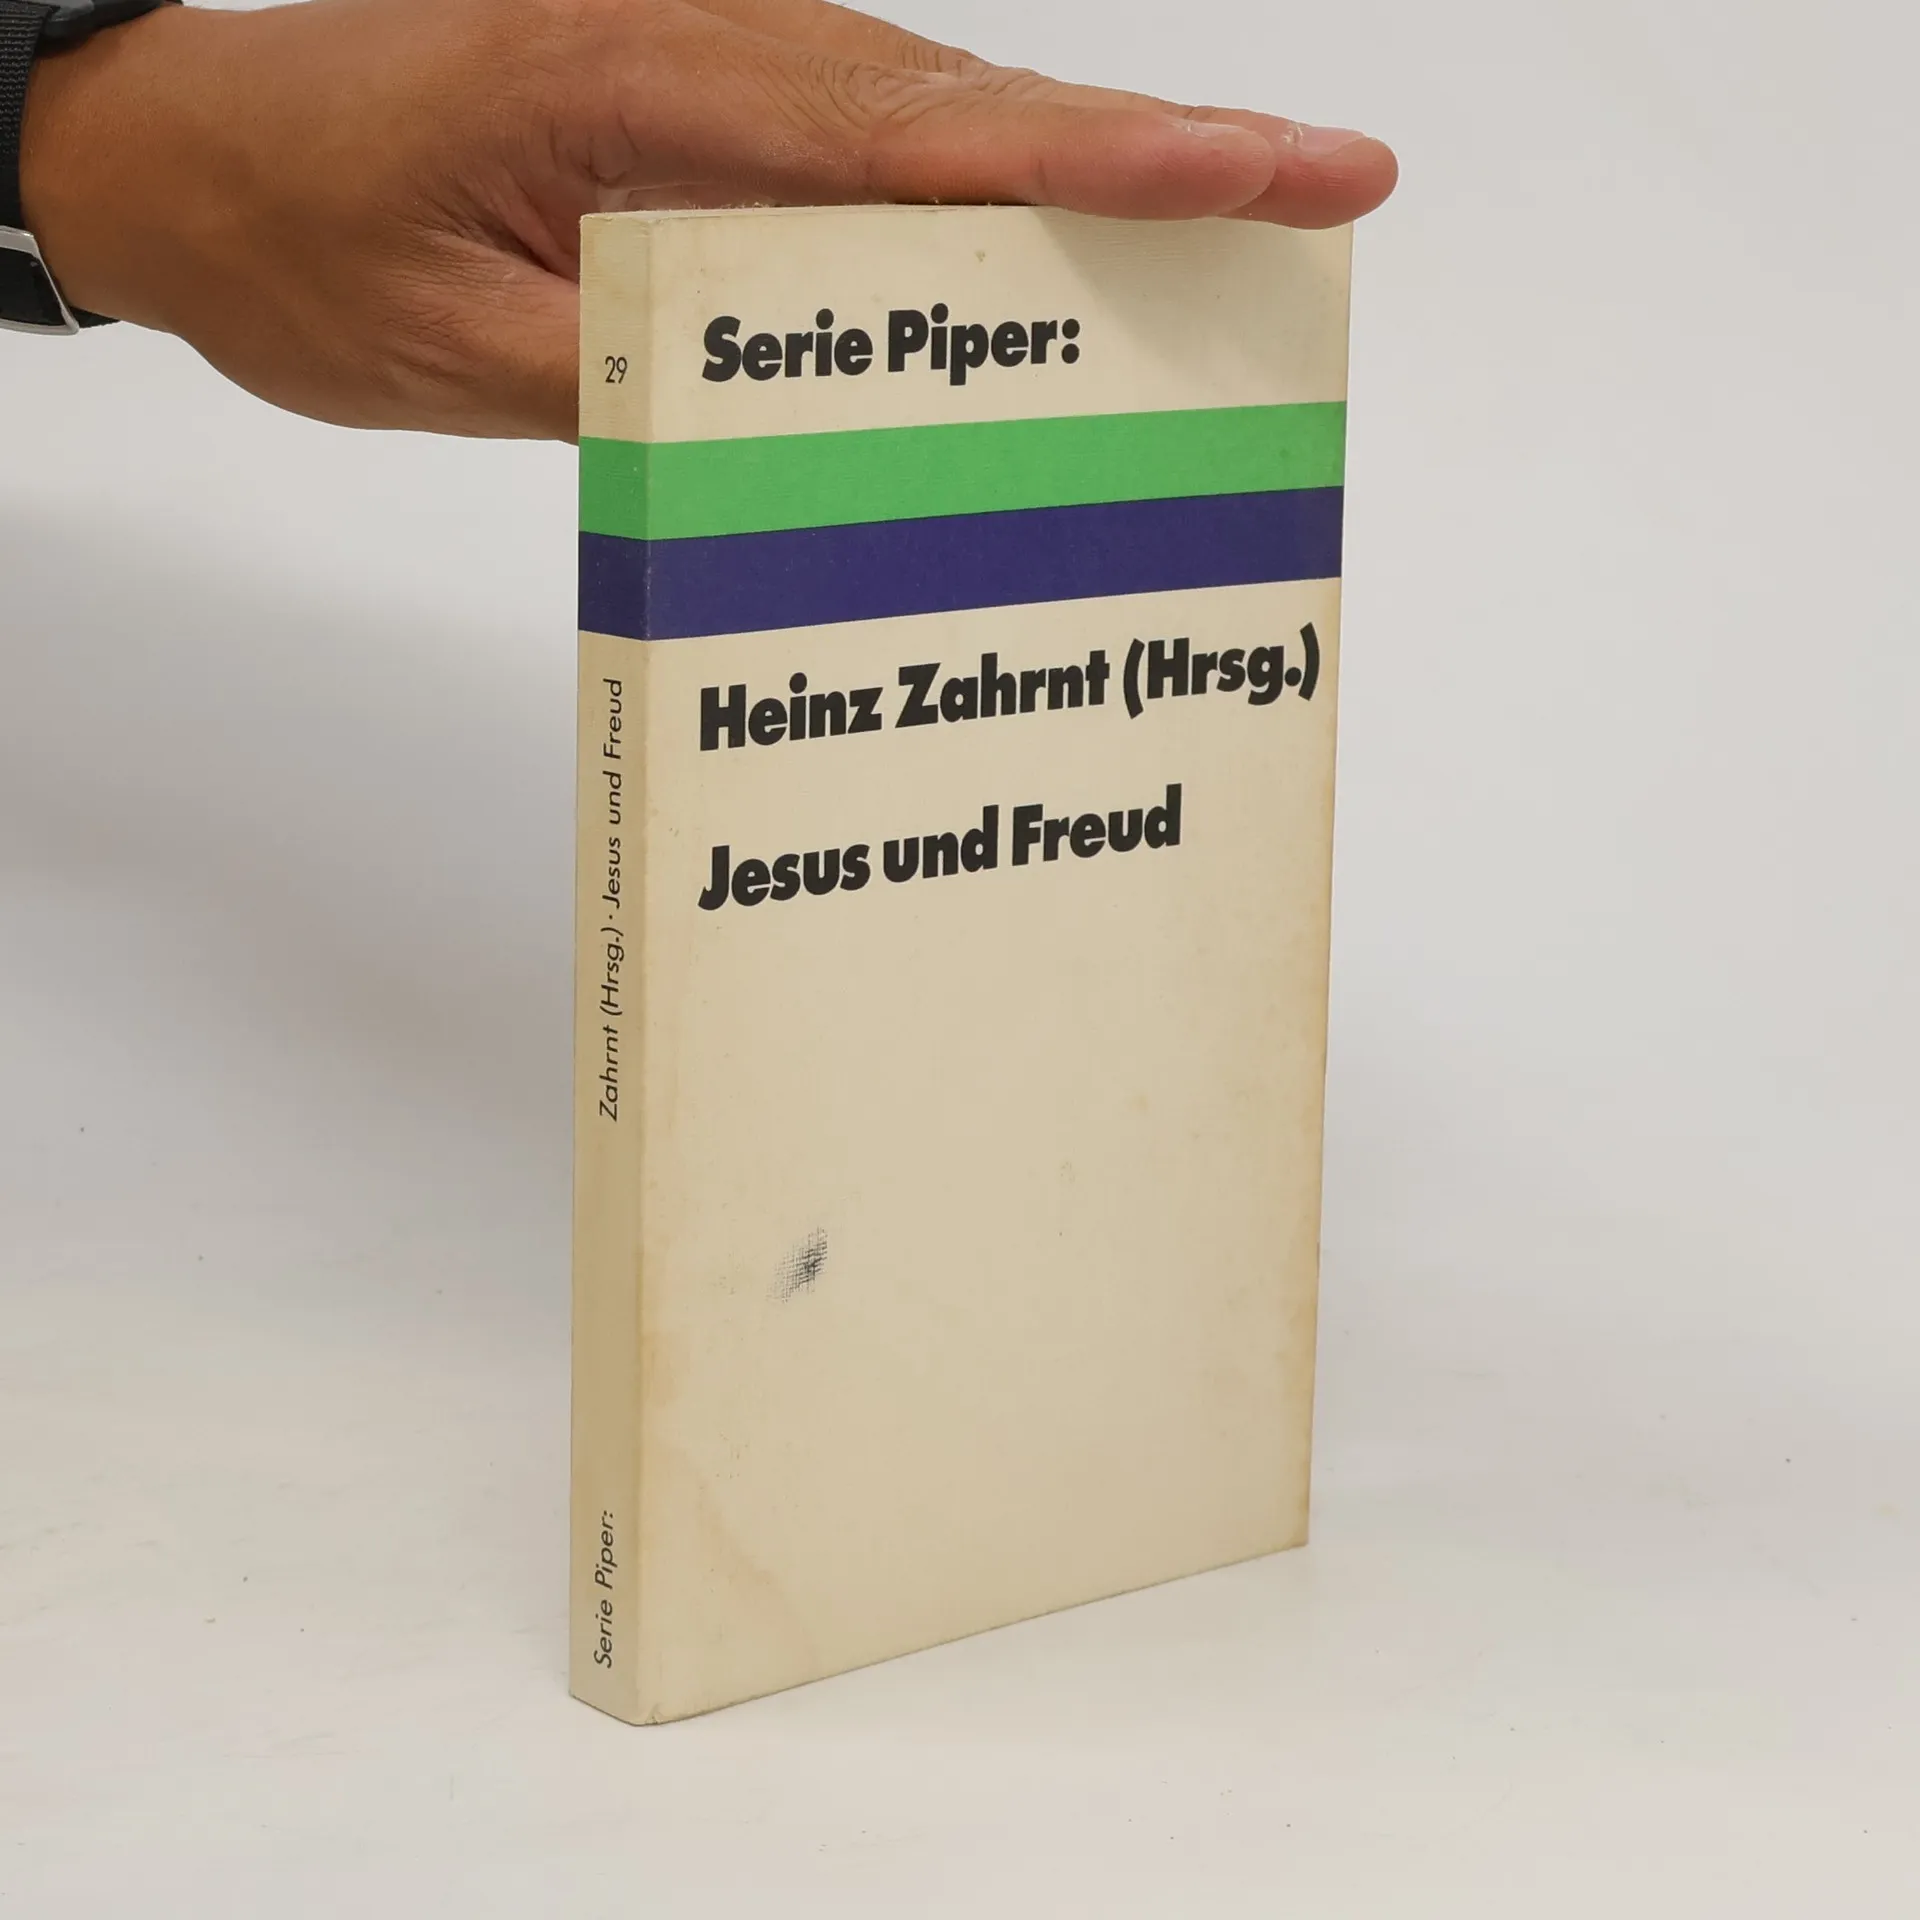 29
Zahrnt (Hrsg.) · Jesus und Freud
Serie Piper:
Serie Piper:
Heinz Zahrnt (Hrsg.)
Jesus und Freud